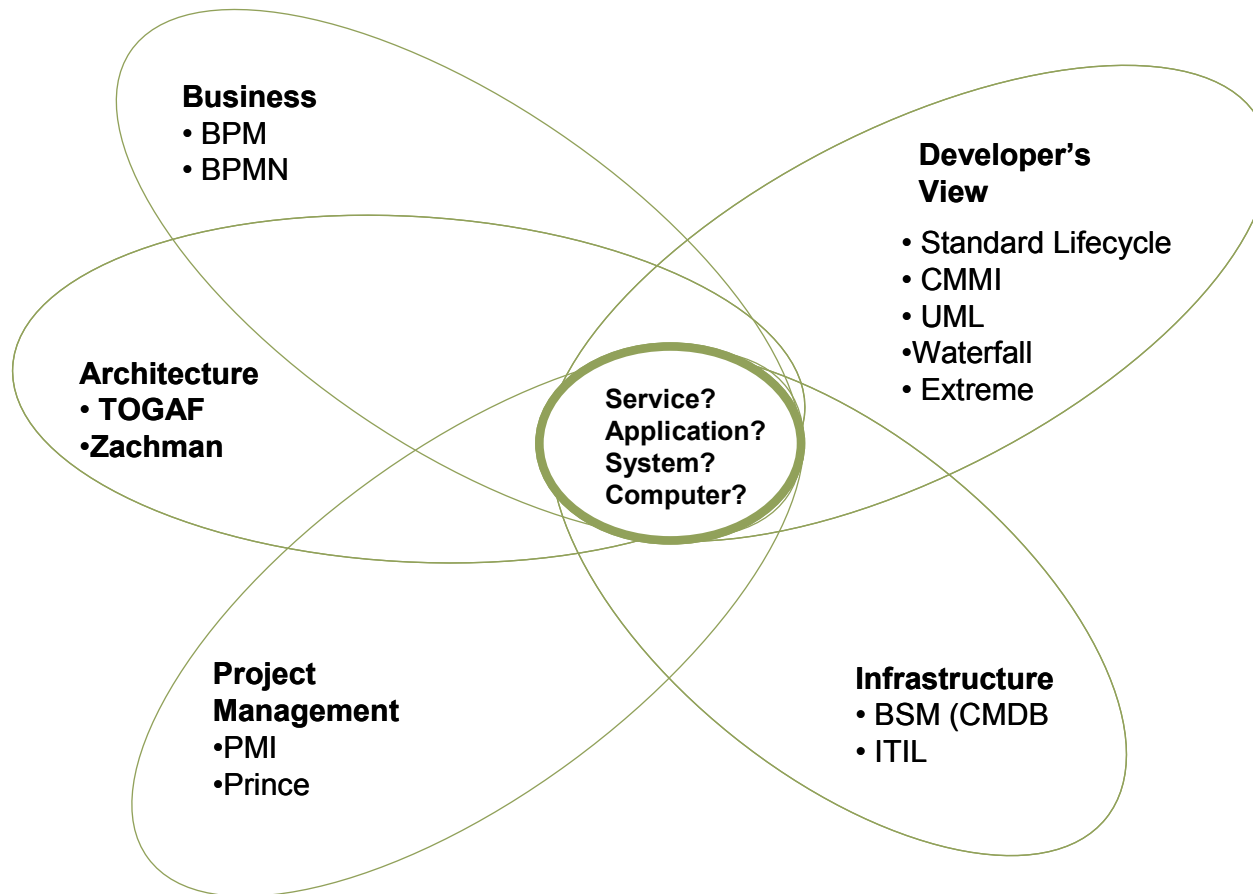 Business
• BPM
• BPMN
Developer’s
View
• Standard Lifecycle
• CMMI
• UML
•Waterfall
• Extreme
Architecture
• TOGAF
•Zachman
Service?
Application?
System?
Computer?
Project
Management
•PMI
•Prince
Infrastructure
• BSM (CMDB
• ITIL